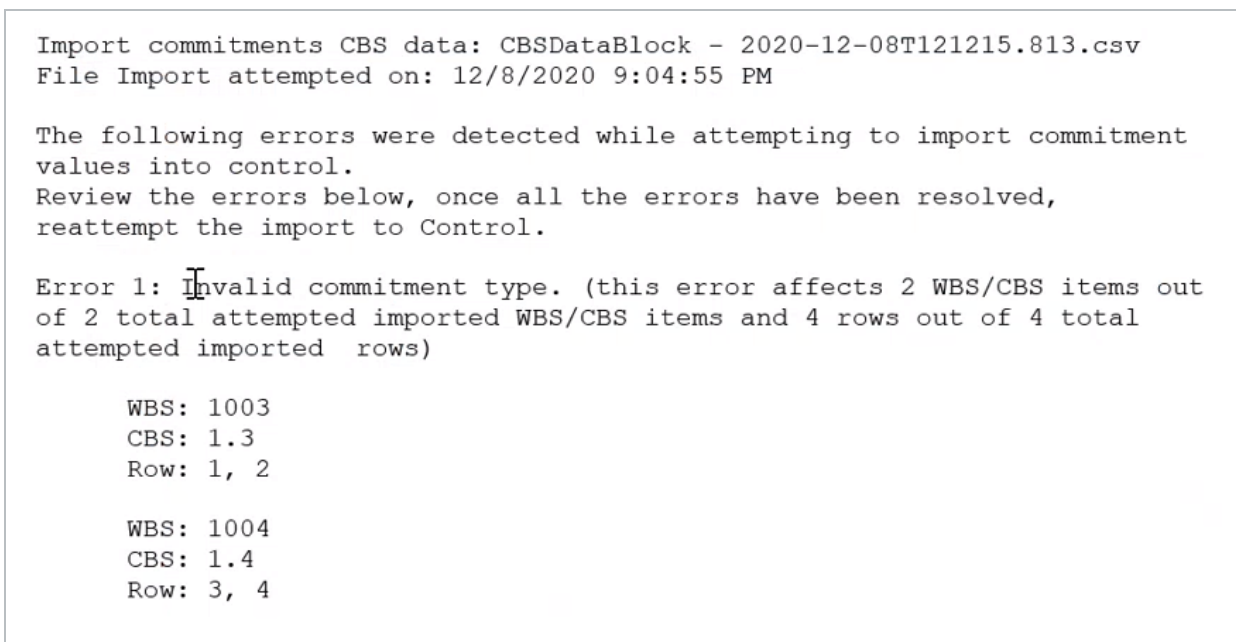 Import commitments CBS data: CBSDataBlock - 2020-12-08T121215.813.csv
File Import attempted on: 12/8/2020 9:04:55 PM
The following errors were detected while attempting to import commitment
values into control.
Review the errors below, once all the errors have been resolved,
reattempt the import to Control.
Error 1: Invalid commitment type. (this error affects 2 WBS/CBS items out
of 2 total attempted imported WBS/CBS items and 4 rows out of 4 total
attempted imported  rows)
WBS: 1003
CBS: 1.3
Row: 1, 2
WBS: 1004
CBS: 1.4
Row: 3, 4